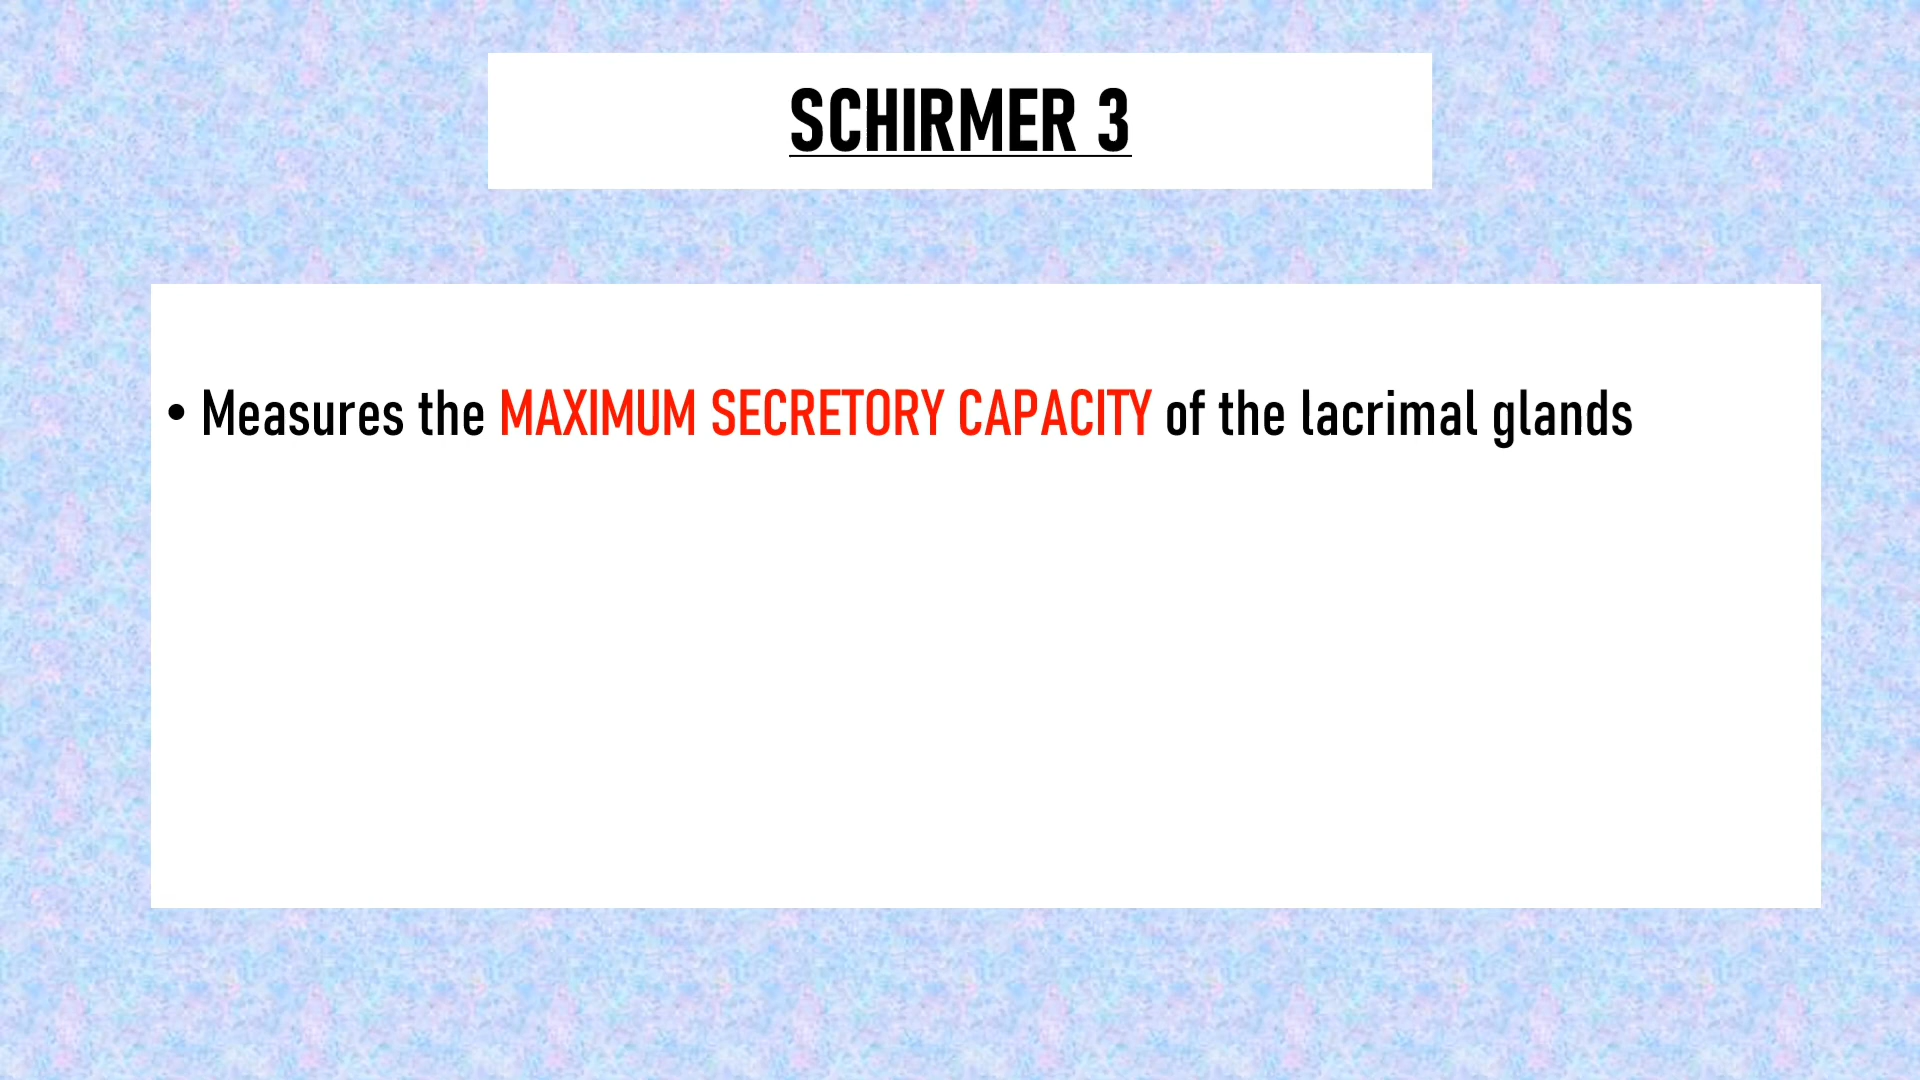 SCHIRMER 3
• Measures the MAXIMUM SECRETORY CAPACITY of the lacrimal glands